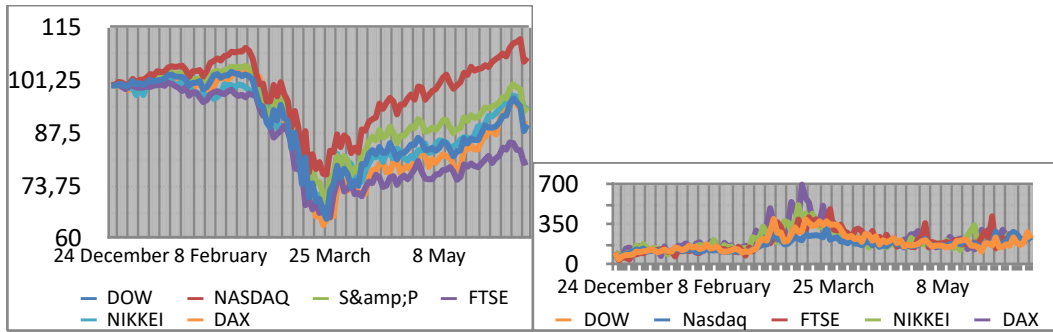 115
101,25
87,5
73,75
60
24 December 8 February 25 March 8 May
DOW NASDAQ S&amp;P FTSE
NIKKEI DAX
700
350
0
24 December 8 February 25 March 8 May
DOW Nasdaq FTSE NIKKEI DAX